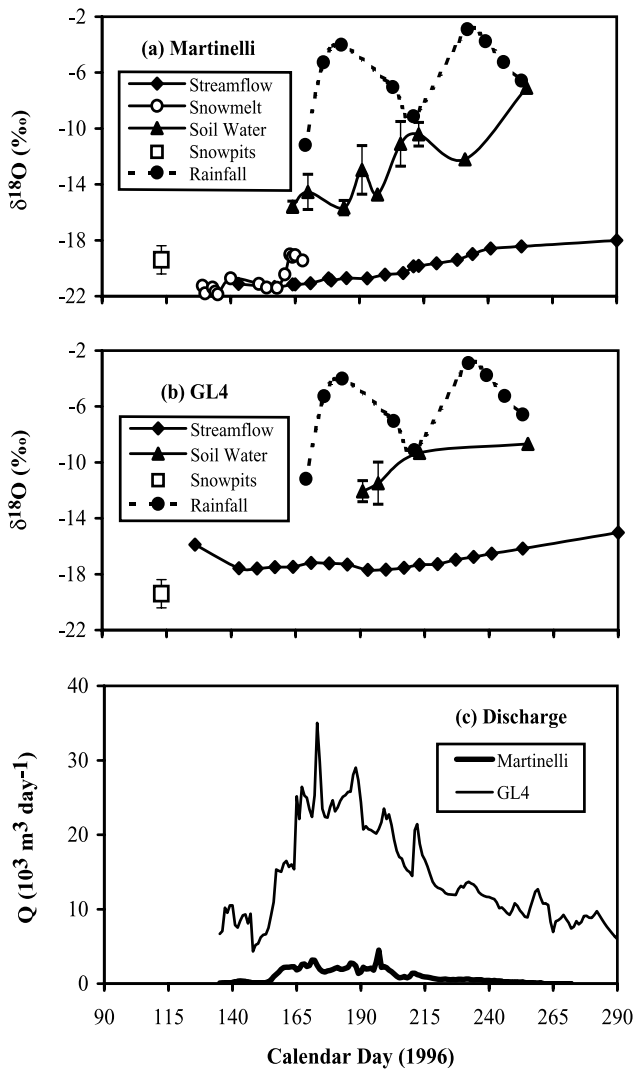 -2
-6
-10
-14
-18
-22
δ18O (‰)
(a) Martinelli
Streamflow
Snowmelt
Soil Water
Snowpits
Rainfall
-2
-6
-10
-14
-18
-22
δ18O (‰)
(b) GL4
Streamflow
Soil Water
Snowpits
Rainfall
40
30
20
10
0
Q (10³ m³ day⁻¹)
(c) Discharge
Martinelli
GL4
90 140 165 190 215 240 265 290
Calendar Day (1996)